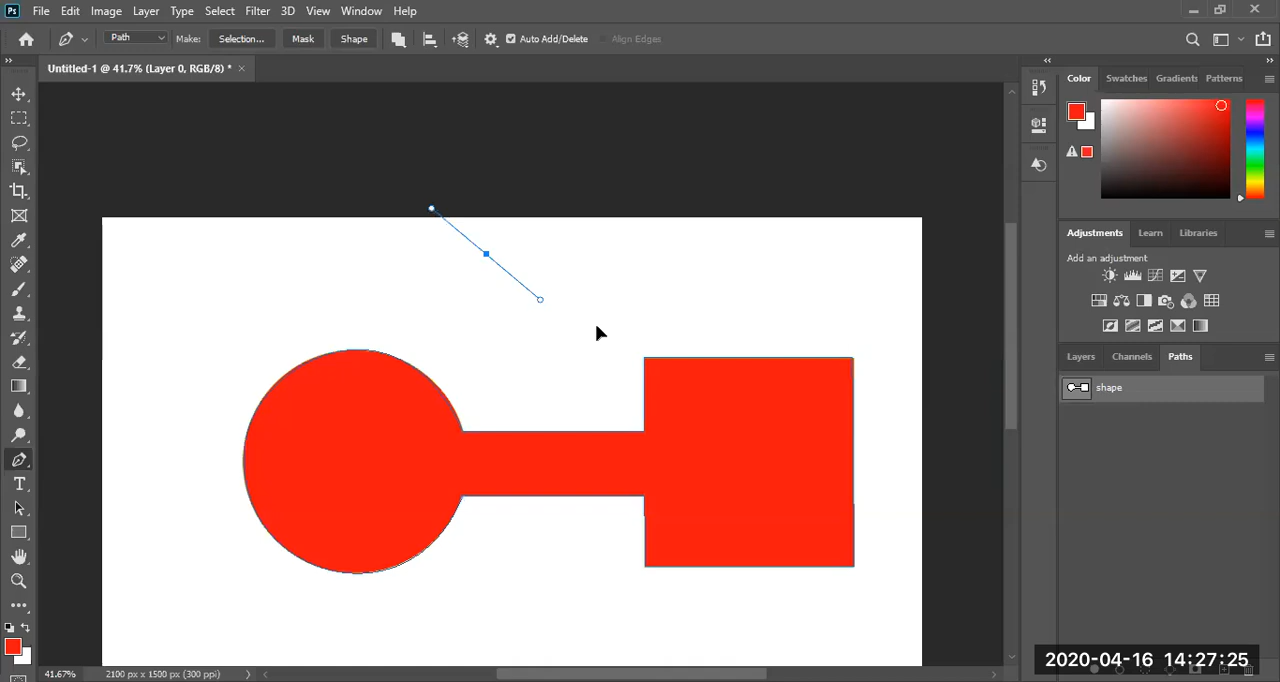 Ps File Edit Image Layer Type Select Filter 3D View Window Help
Path Make: Selection... Mask Shape Auto Add/Delete Align Edges
Untitled-1 @ 41.7% (Layer 0, RGB/8) * ×
Color Swatches Gradients Patterns
Adjustments Learn Libraries
Add an adjustment
Layers Channels Paths
shape
41.67% 2100 px x 1500 px (300 ppi)
2020-04-16 14:27:25